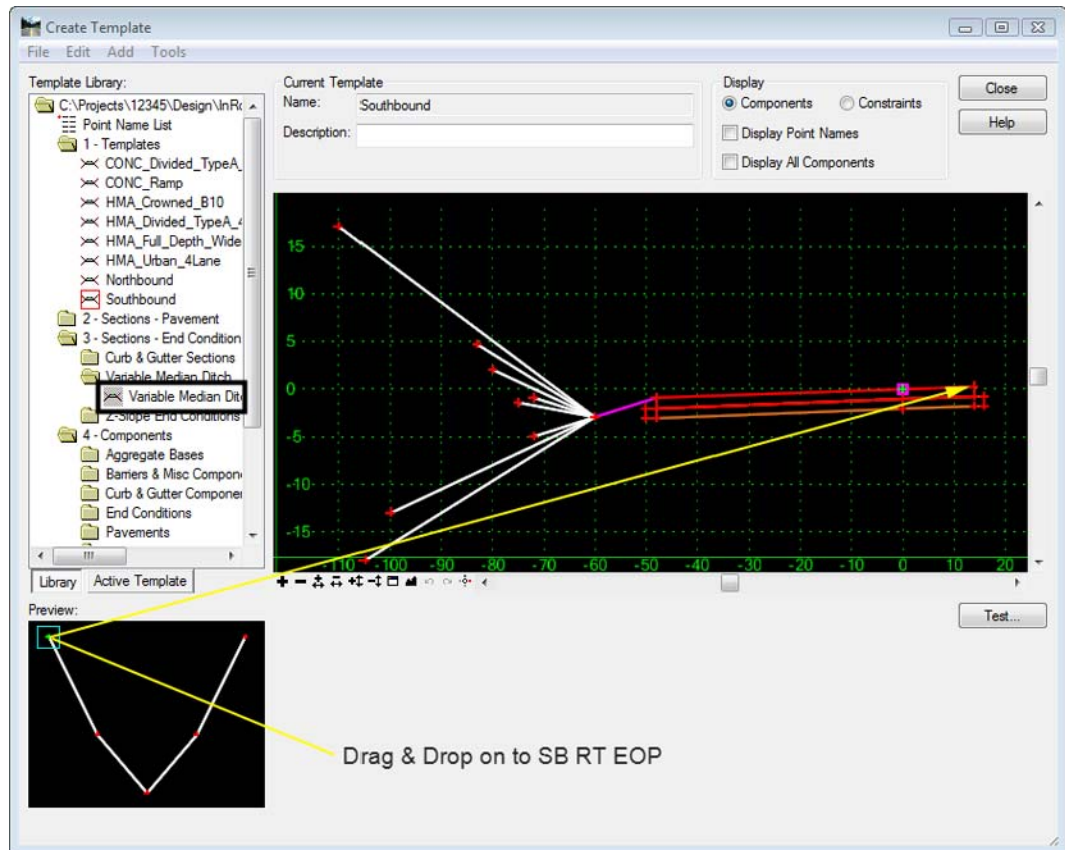 Create Template
File Edit Add Tools
Template Library:
C:\Projects\12345\Design\InRo
Point Name List
1 - Templates
CONC_Divided_TypeA_
CONC_Ramp
HMA_Crowned_B10
HMA_Divided_TypeA_4
HMA_Full_Depth_Wide
HMA_Urban_4Lane
Northbound
Southbound
2 - Sections - Pavement
3 - Sections - End Condition
Curb & Gutter Sections
Variable Median Ditch
Variable Median Dit
2-Slope End Conditions
4 - Components
Aggregate Bases
Barriers & Misc Compon
Curb & Gutter Componer
End Conditions
Pavements
Library Active Template
Current Template
Name: Southbound
Description:
Display
Components Constraints
Display Point Names
Display All Components
Close
Help
15
10
5
0
-5
-10
-15
-110 -100 -90 -80 -70 -60 -50 -40 -30 -20 -10 0 10 20
Preview:
Test...
Drag & Drop on to SB RT EOP